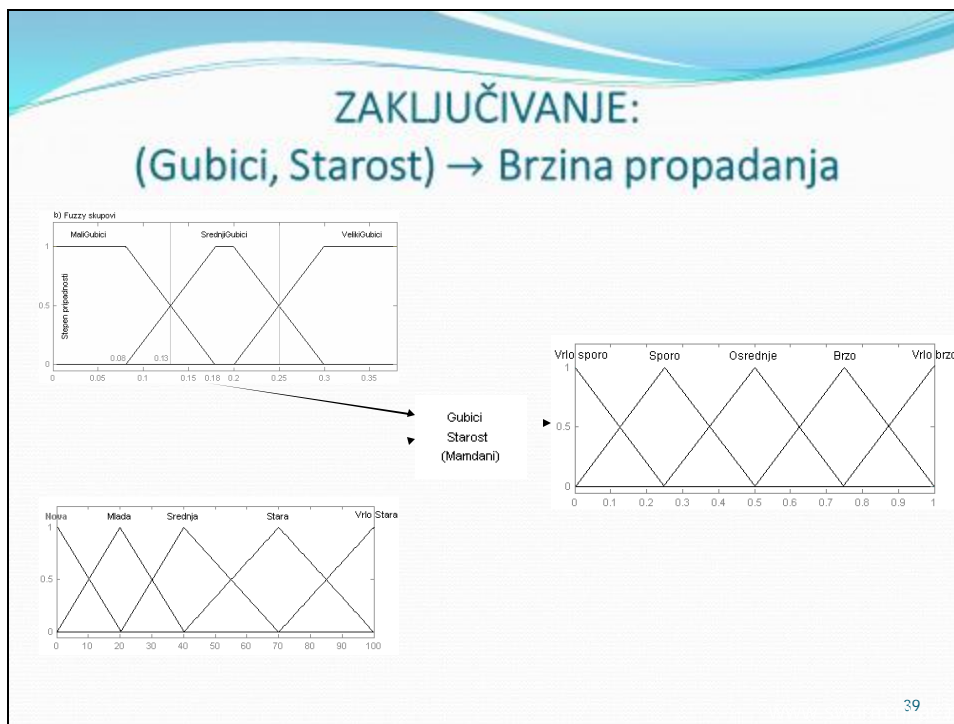 ZAKLJUČIVANJE:
(Gubici, Starost) → Brzina propadanja
b) Fuzzy skupovi
MaliGubici SrednjiGubici VelikiGubici
Stepen pripadnosti
1
0.5
0
0.08 0.13
0 0.05 0.1 0.15 0.18 0.2 0.25 0.3 0.35
Gubici
Starost
(Mamdani)
Vrlo sporo Sporo Osrednje Brzo Vrlo brzo
1
0.5
0
0 0.1 0.2 0.3 0.4 0.5 0.6 0.7 0.8 0.9 1
Nova Mlada Srednja Stara Vrlo Stara
1
0.5
0
0 10 20 30 40 50 60 70 80 90 100
39